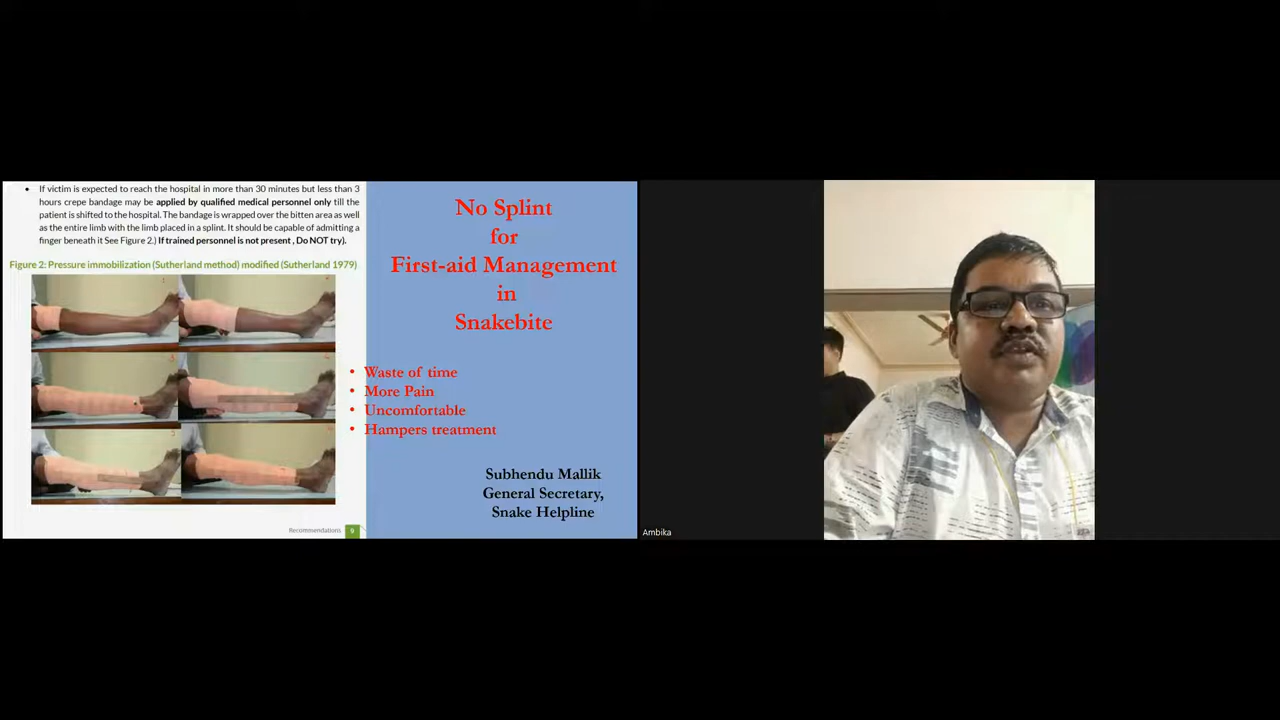 • If victim is expected to reach the hospital in more than 30 minutes but less than 3
hours crepe bandage may be applied by qualified medical personnel only till the
patient is shifted to the hospital. The bandage is wrapped over the bitten area as well
as the entire limb with the limb placed in a splint. It should be capable of admitting a
finger beneath it See Figure 2.) If trained personnel is not present , Do NOT try).
Figure 2: Pressure immobilization (Sutherland method) modified (Sutherland 1979)
Recommendations 9
No Splint
for
First-aid Management
in
Snakebite
• Waste of time
• More Pain
• Uncomfortable
• Hampers treatment
Subhendu Mallik
General Secretary,
Snake Helpline
Ambika